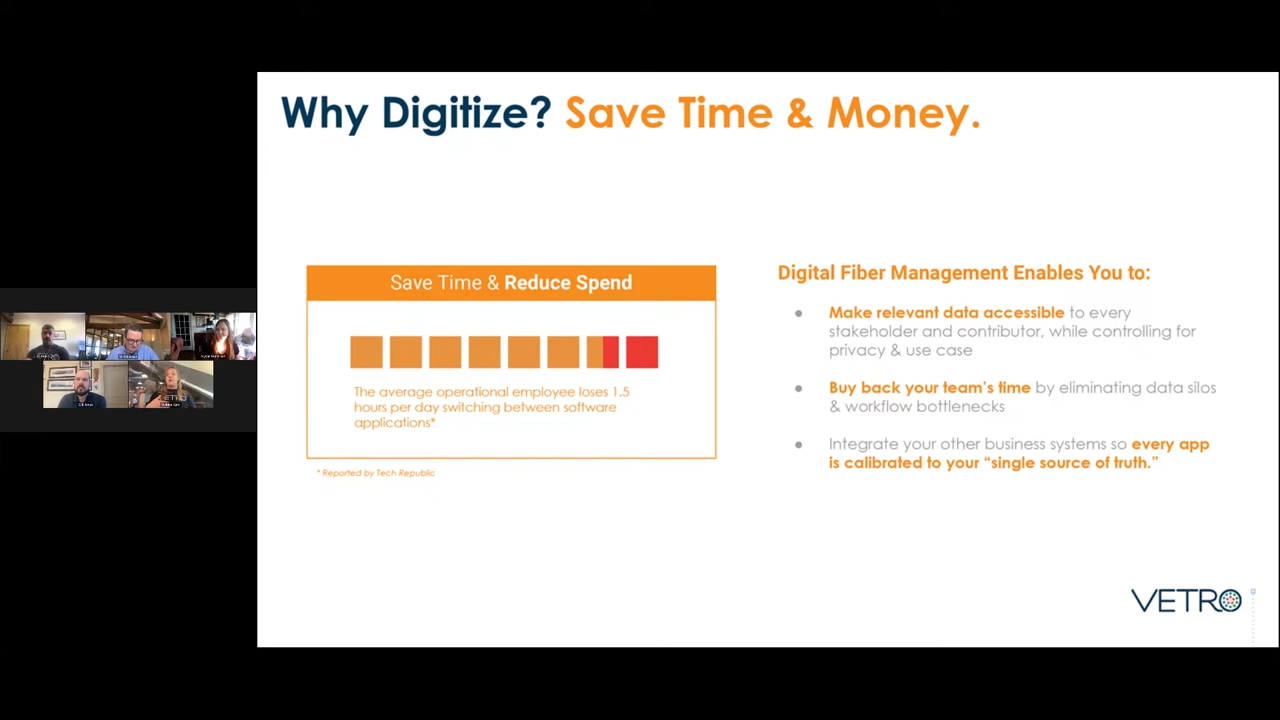 Why Digitize? Save Time & Money.
Save Time & Reduce Spend
The average operational employee loses 1.5
hours per day switching between software
applications*
* Reported by Tech Republic
Digital Fiber Management Enables You to:
● Make relevant data accessible to every
stakeholder and contributor, while controlling for
privacy & use case
● Buy back your team's time by eliminating data silos
& workflow bottlenecks
● Integrate your other business systems so every app
is calibrated to your “single source of truth.”
VETRO